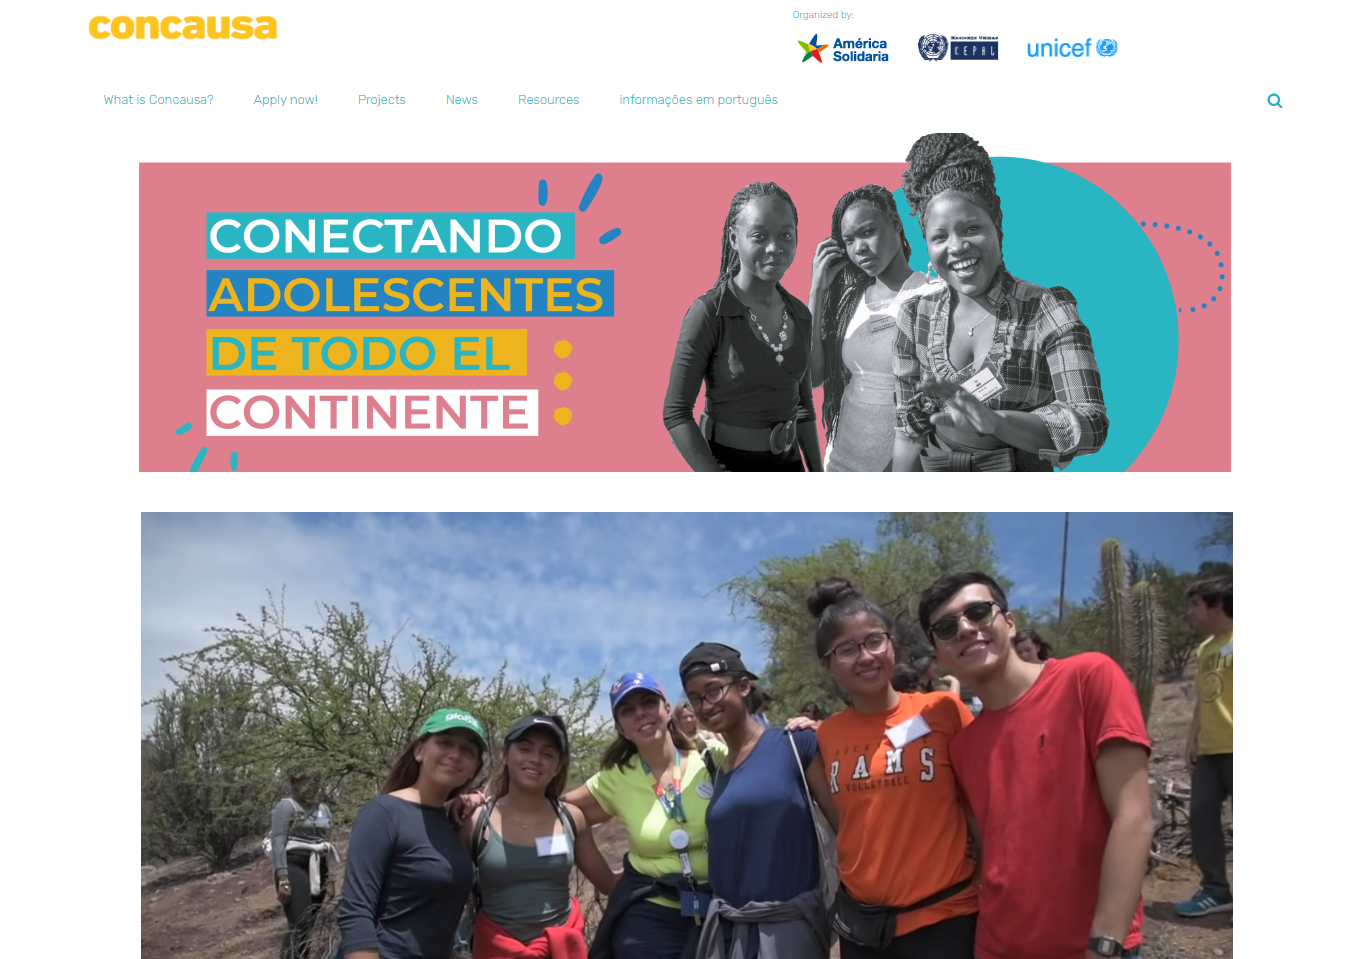 concausa
Organized by:
América
Solidaria
NACIONES UNIDAS
CEPAL
unicef
What is Concausa?
Apply now!
Projects
News
Resources
informações em português
CONECTANDO
ADOLESCENTES
DE TODO EL
CONTINENTE
RAMS
VOLLEYBALL